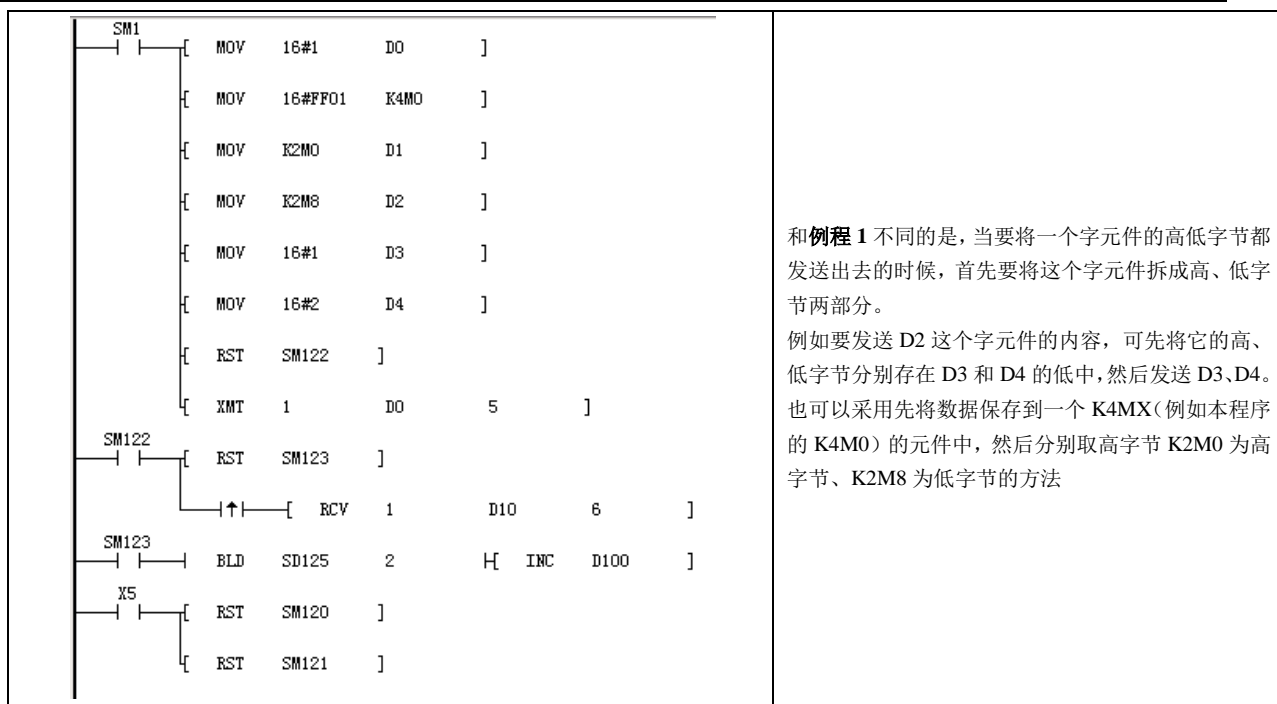 SM1
MOV 16#1 D0 ]
MOV 16#FF01 K4M0 ]
MOV K2M0 D1 ]
MOV K2M8 D2 ]
MOV 16#1 D3 ]
MOV 16#2 D4 ]
RST SM122 ]
XMT 1 D0 5 ]
SM122
RST SM123 ]
RCV 1 D10 6 ]
SM123
BLD SD125 2 INC D100 ]
X5
RST SM120 ]
RST SM121 ]
和例程 1 不同的是，当要将一个字元件的高低字节都
发送出去的时候，首先要将这个字元件拆成高、低字
节两部分。
例如要发送 D2 这个字元件的内容，可先将它的高、
低字节分别存在 D3 和 D4 的低中，然后发送 D3、D4。
也可以采用先将数据保存到一个 K4MX（例如本程序
的 K4M0）的元件中，然后分别取高字节 K2M0 为高
字节、K2M8 为低字节的方法